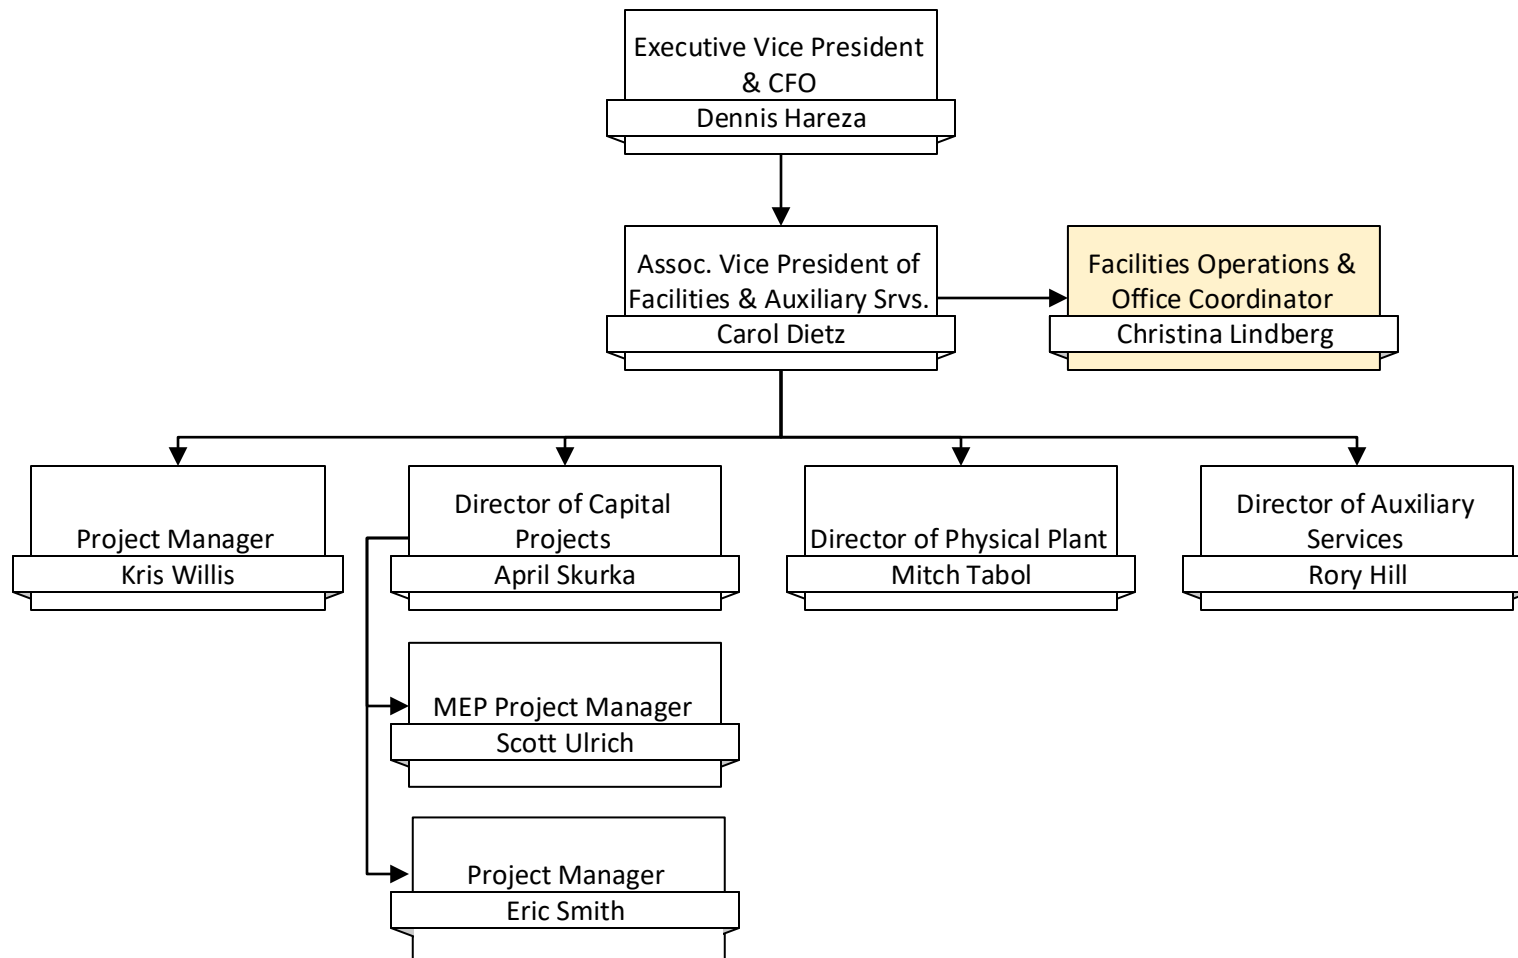 Executive Vice President
& CFO
Dennis Hareza
Assoc. Vice President of
Facilities & Auxiliary Srvs.
Carol Dietz
Facilities Operations &
Office Coordinator
Christina Lindberg
Project Manager
Kris Willis
Director of Capital
Projects
April Skurka
Director of Physical Plant
Mitch Tabol
Director of Auxiliary
Services
Rory Hill
MEP Project Manager
Scott Ulrich
Project Manager
Eric Smith